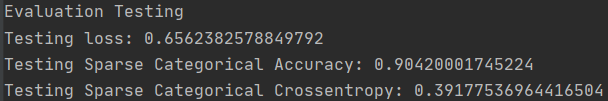 Evaluation Testing
Testing loss: 0.6562382578849792
Testing Sparse Categorical Accuracy: 0.90420001745224
Testing Sparse Categorical Crossentropy: 0.39177536964416504